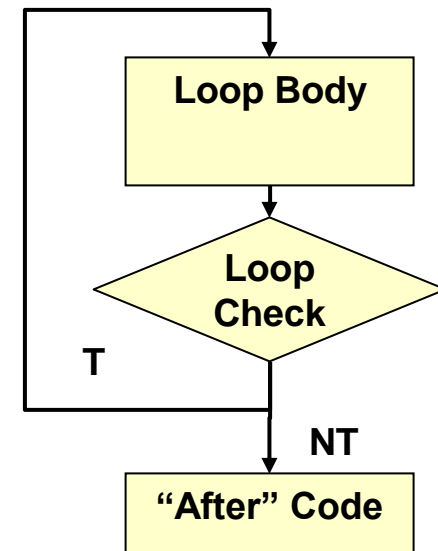 Loop Body
Loop
Check
T
NT
“After” Code